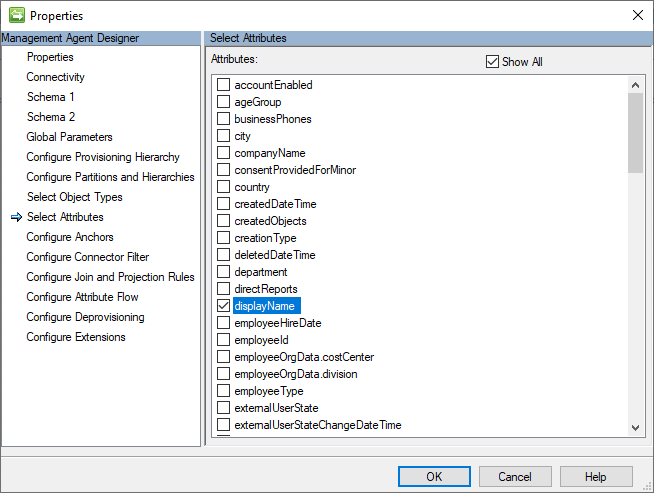 Properties
Management Agent Designer
Properties
Connectivity
Schema 1
Schema 2
Global Parameters
Configure Provisioning Hierarchy
Configure Partitions and Hierarchies
Select Object Types
Select Attributes
Configure Anchors
Configure Connector Filter
Configure Join and Projection Rules
Configure Attribute Flow
Configure Deprovisioning
Configure Extensions
Select Attributes
Attributes:
Show All
accountEnabled
ageGroup
businessPhones
city
companyName
consentProvidedForMinor
country
createdDateTime
createdObjects
creationType
deletedDateTime
department
directReports
displayName
employeeHireDate
employeeId
employeeOrgData.costCenter
employeeOrgData.division
employeeType
externalUserState
externalUserStateChangeDateTime
OK
Cancel
Help